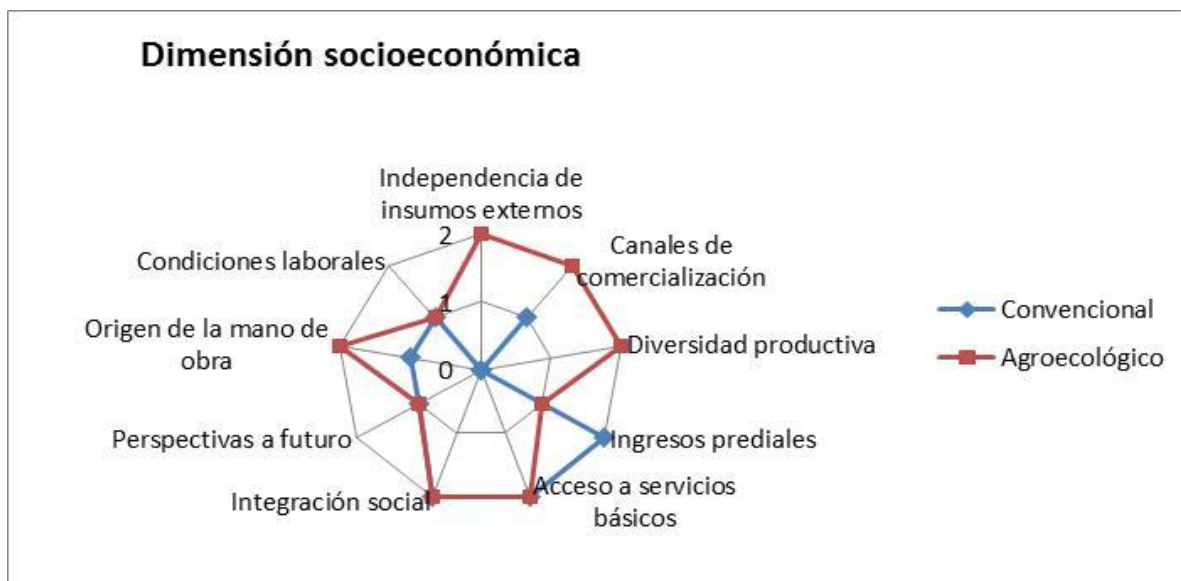 Dimensión socioeconómica
Independencia de
insumos externos
2
1
0
Canales de
comercialización
Diversidad productiva
Ingresos prediales
Acceso a servicios
básicos
Integración social
Perspectivas a futuro
Origen de la mano de
obra
Condiciones laborales
Convencional
Agroecológico